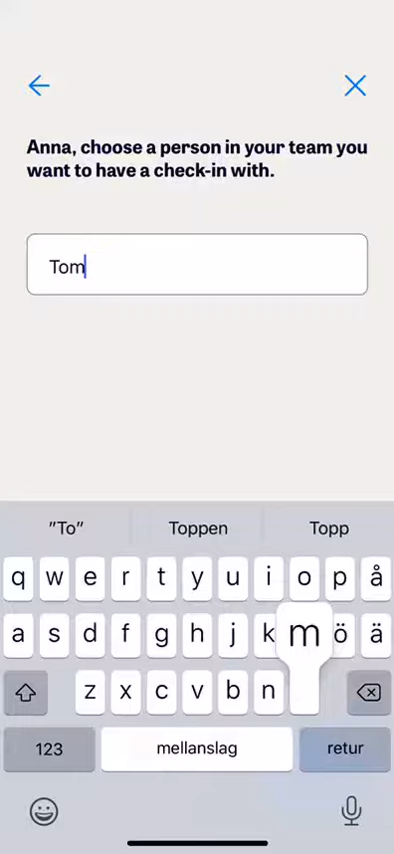 Anna, choose a person in your team you
want to have a check-in with.
Tom
"To" Toppen Topp
q w e r t y u i o p å
a s d f g h j k m ö ä
z x c v b n
123 mellanslag retur